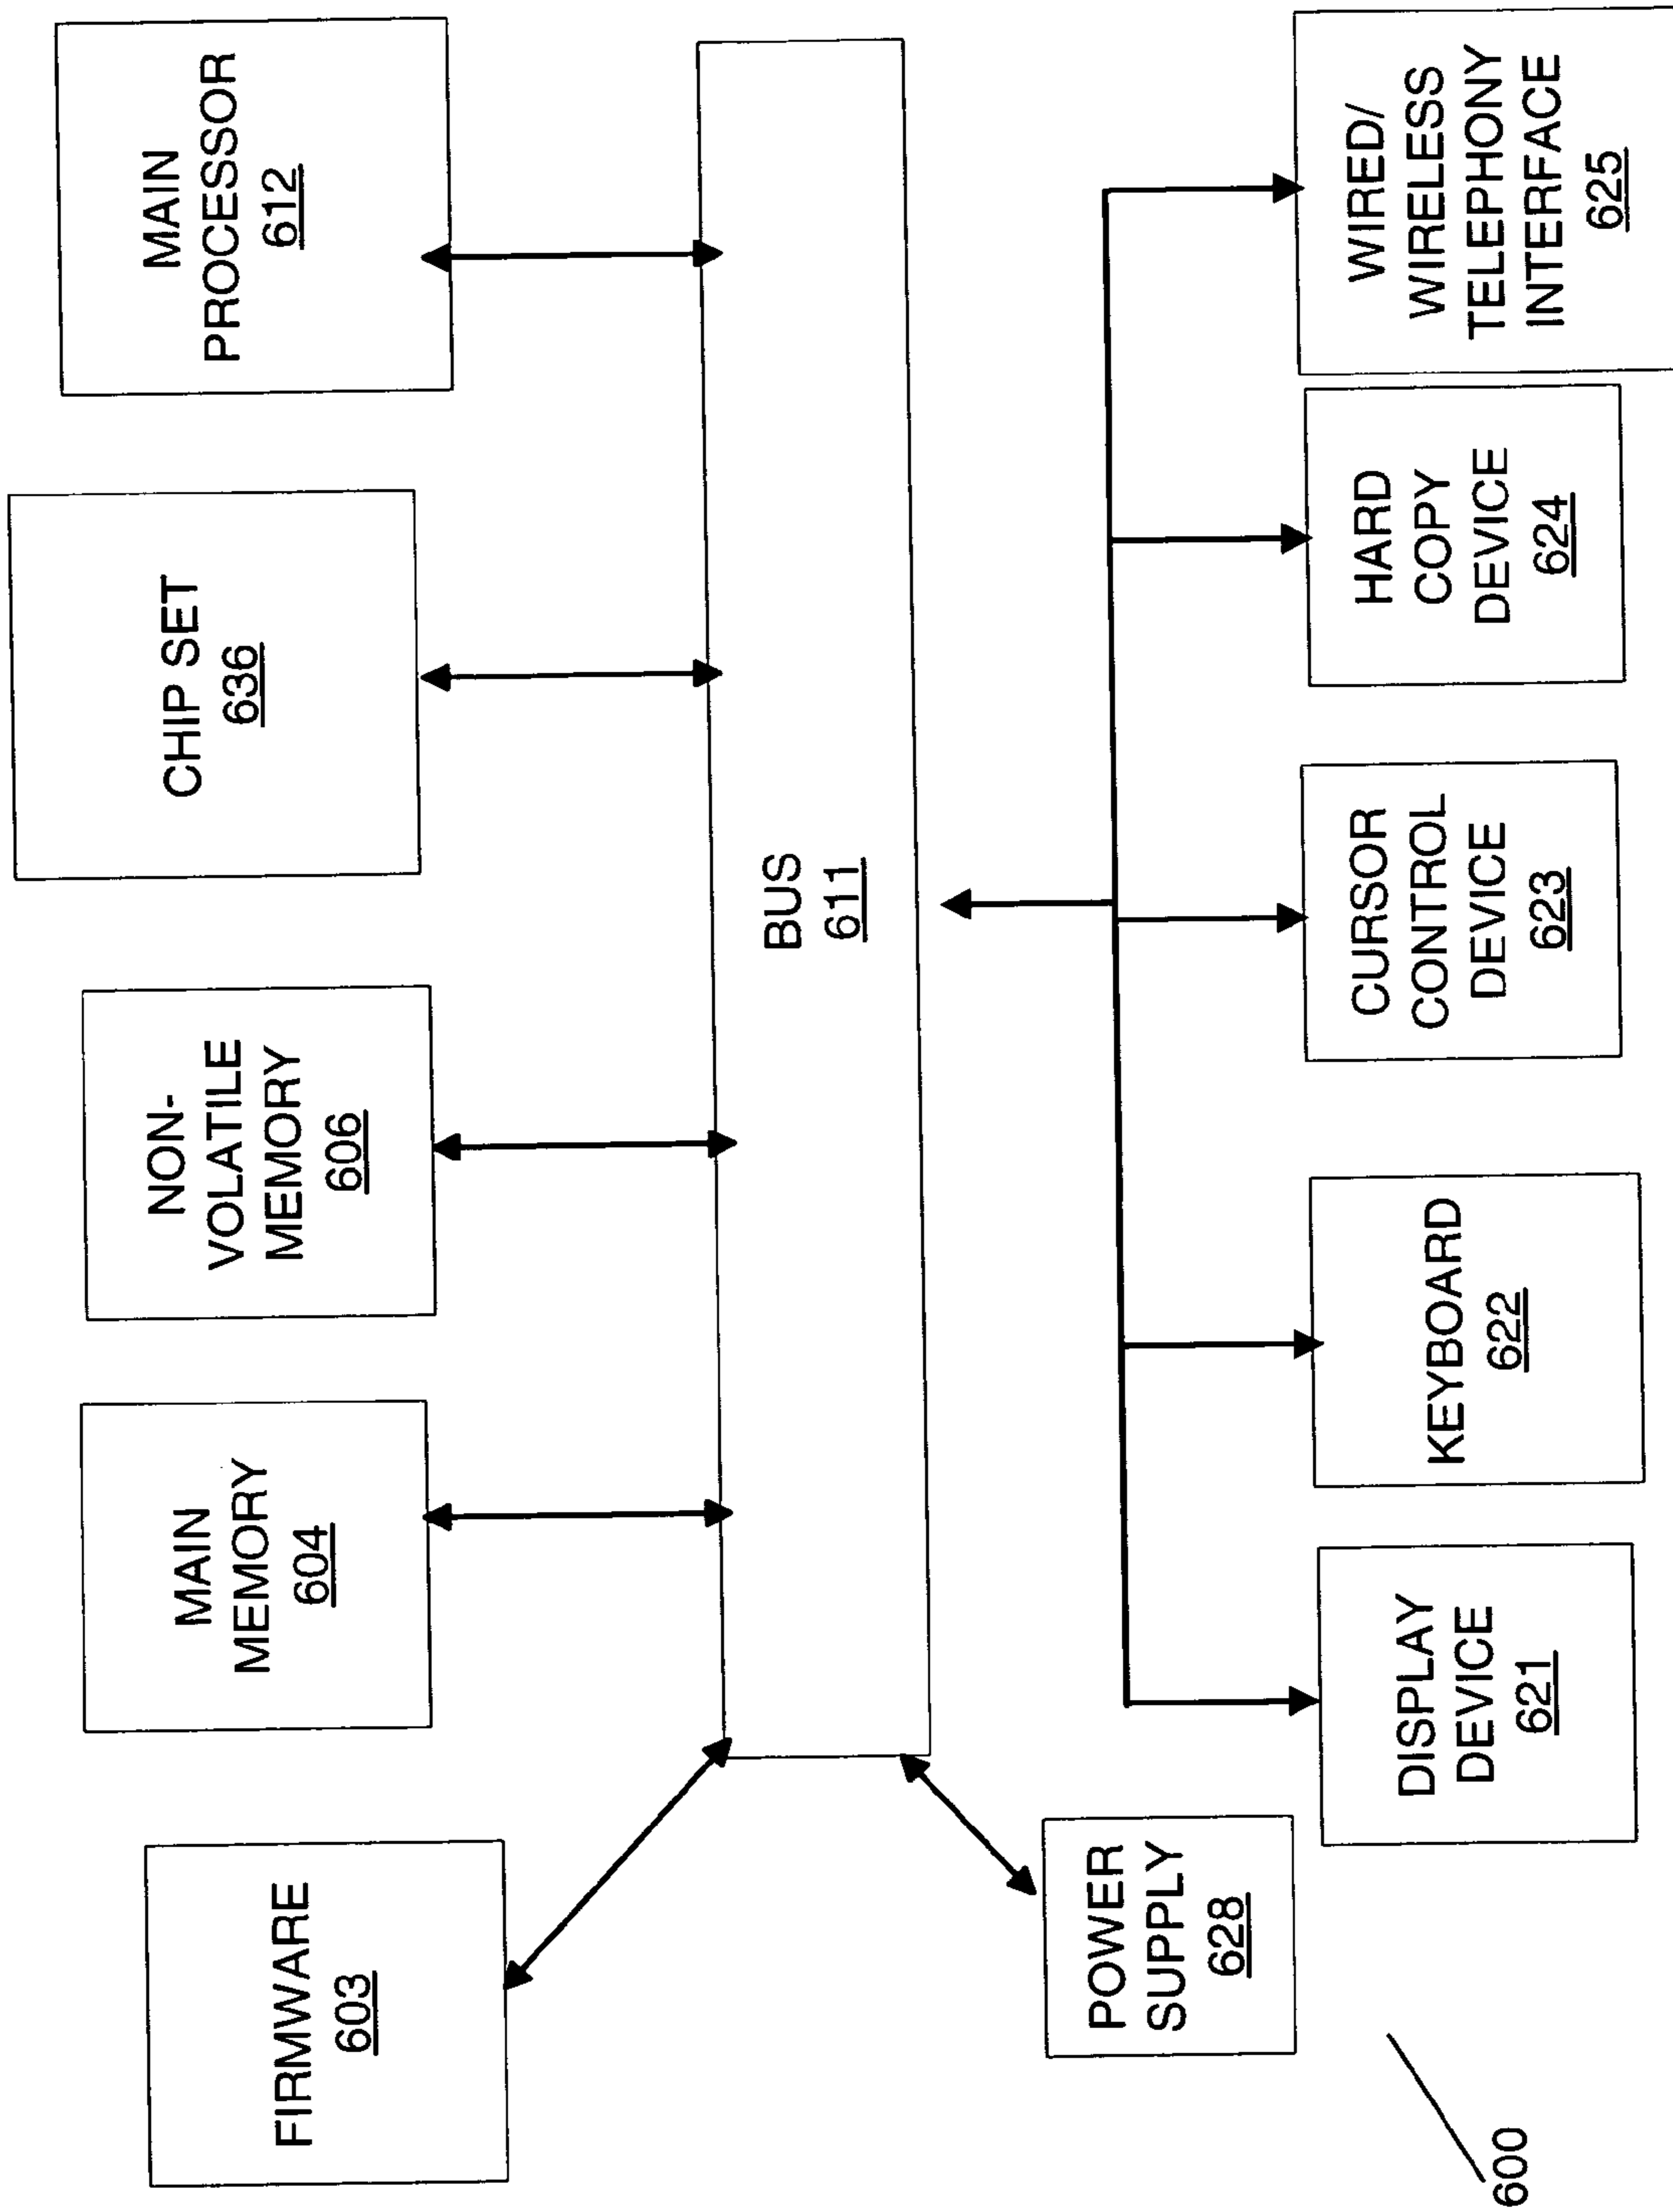 FIRMWARE
603
MAIN
MEMORY
604
NON-
VOLATILE
MEMORY
606
CHIP SET
636
MAIN
PROCESSOR
612
BUS
611
POWER
SUPPLY
628
DISPLAY
DEVICE
621
KEYBOARD
622
CURSOR
CONTROL
DEVICE
623
HARD
COPY
DEVICE
624
WIRED/
WIRELESS
TELEPHONY
INTERFACE
625
600